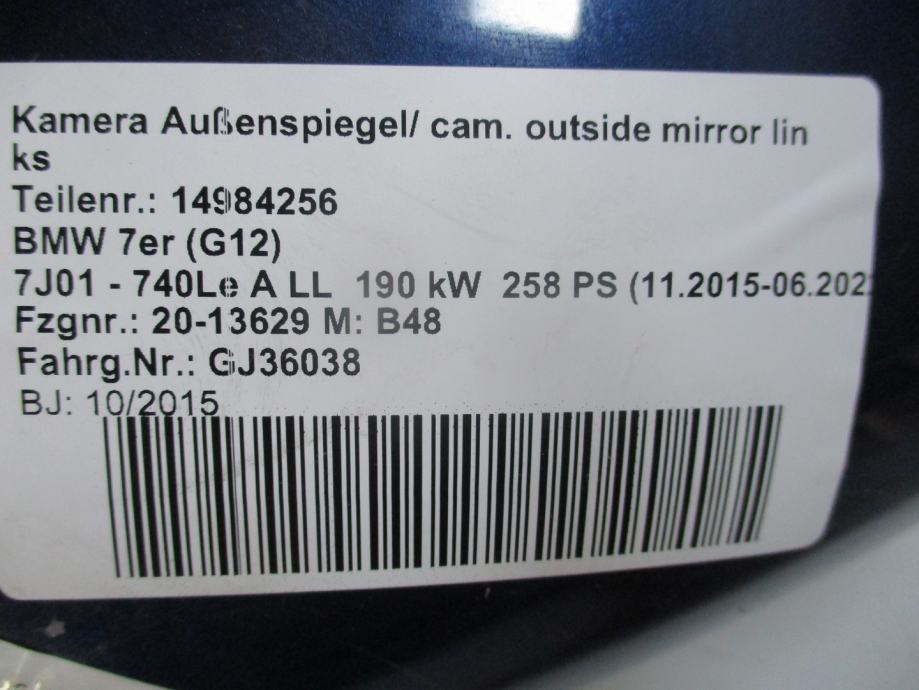 Kamera Außenspiegel/ cam. outside mirror lin
ks
Teilenr.: 14984256
BMW 7er (G12)
7J01 - 740Le A LL 190 kW 258 PS (11.2015-06.202
Fzgnr.: 20-13629 M: B48
Fahrg.Nr.: GJ36038
BJ: 10/2015